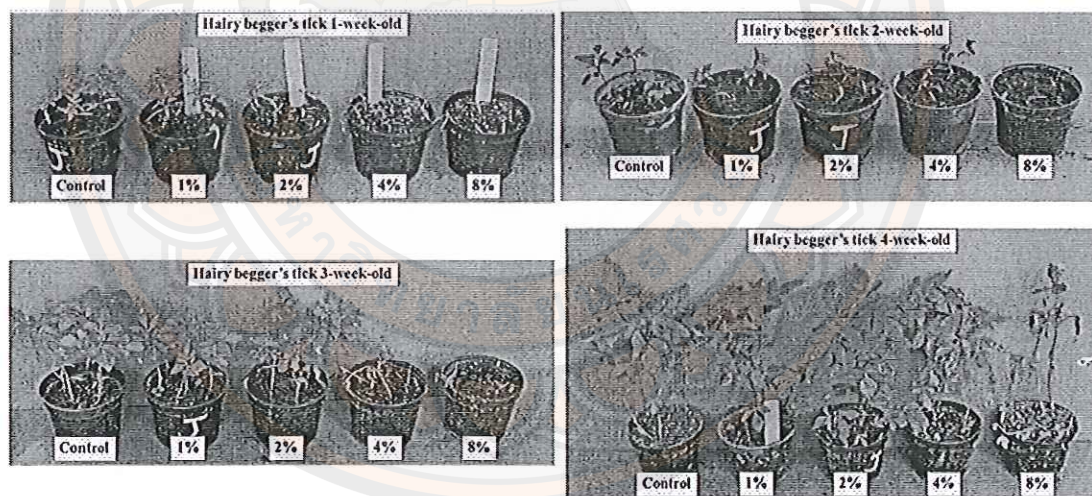 Hairy begger's tick 1-week-old
Control
1%
2%
4%
8%
Hairy begger's tick 2-week-old
Control
1%
2%
4%
8%
Hairy begger's tick 3-week-old
Control
1%
2%
4%
8%
Hairy begger's tick 4-week-old
Control
1%
2%
4%
8%